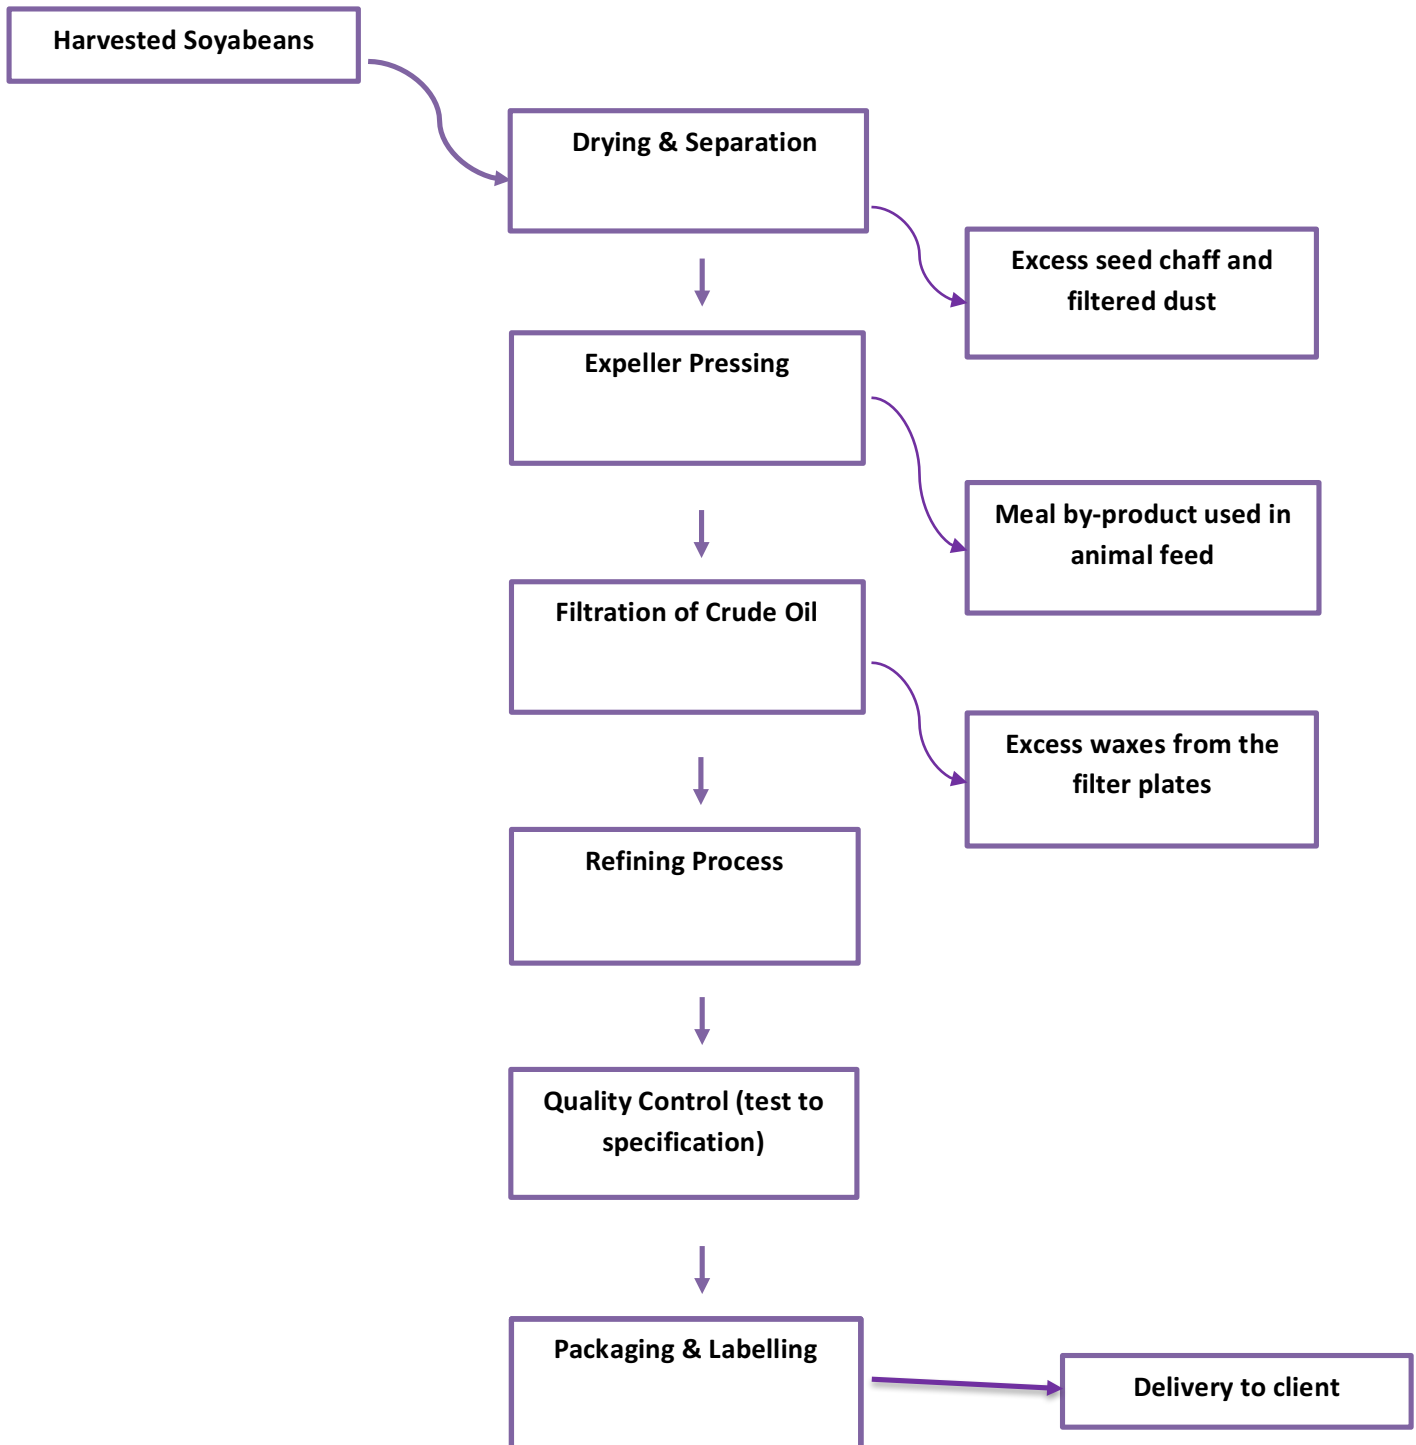 Harvested Soyabeans
Drying & Separation
Excess seed chaff and
filtered dust
Expeller Pressing
Meal by-product used in
animal feed
Filtration of Crude Oil
Excess waxes from the
filter plates
Refining Process
Quality Control (test to
specification)
Packaging & Labelling
Delivery to client